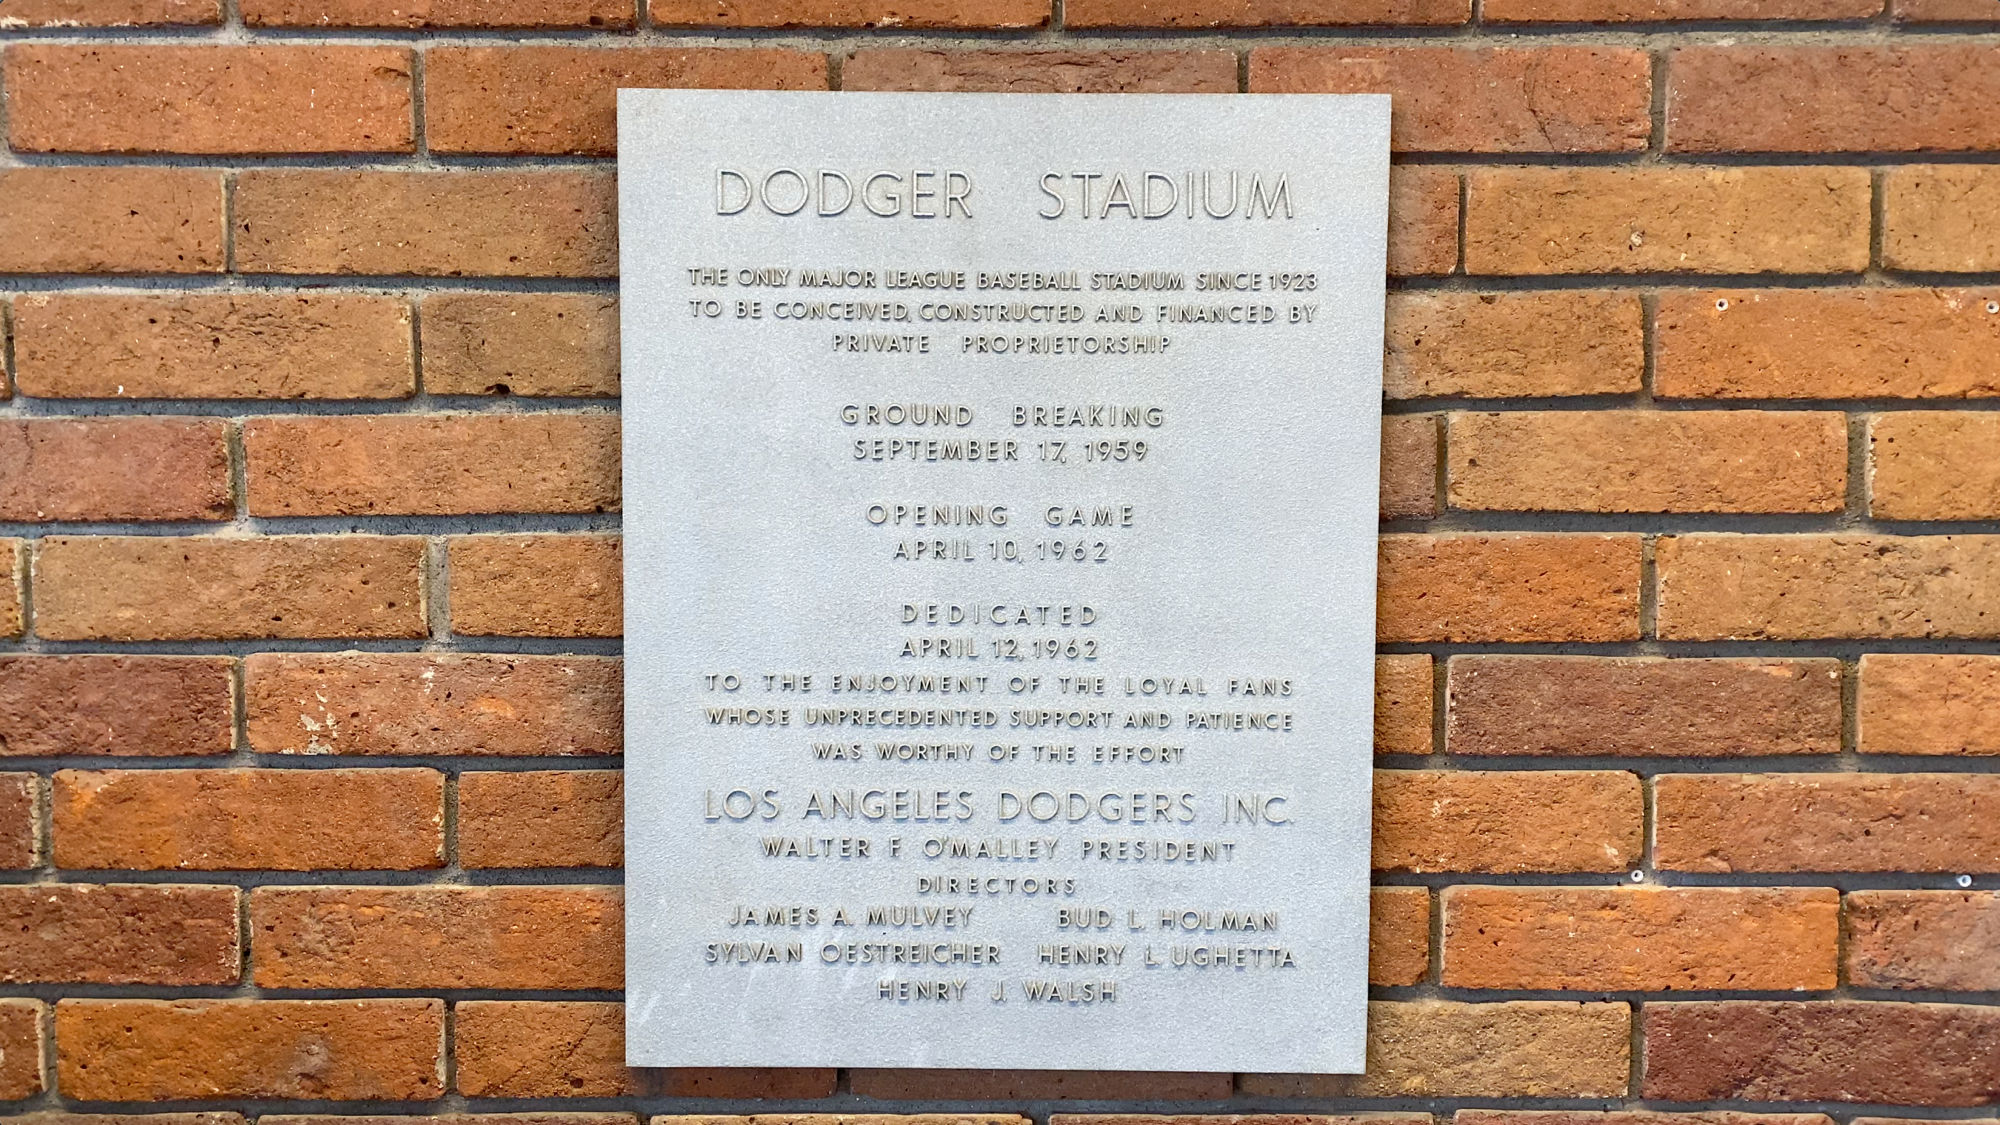 DODGER STADIUM
THE ONLY MAJOR LEAGUE BASEBALL STADIUM SINCE 1923
TO BE CONCEIVED, CONSTRUCTED AND FINANCED BY
PRIVATE PROPRIETORSHIP
GROUND BREAKING
SEPTEMBER 17, 1959
OPENING GAME
APRIL 10, 1962
DEDICATED
APRIL 12, 1962
TO THE ENJOYMENT OF THE LOYAL FANS
WHOSE UNPRECEDENTED SUPPORT AND PATIENCE
WAS WORTHY OF THE EFFORT
LOS ANGELES DODGERS INC.
WALTER F O'MALLEY PRESIDENT
DIRECTORS
JAMES A. MULVEY BUD L. HOLMAN
SYLVAN OESTREICHER HENRY L. UGHETTA
HENRY J. WALSH